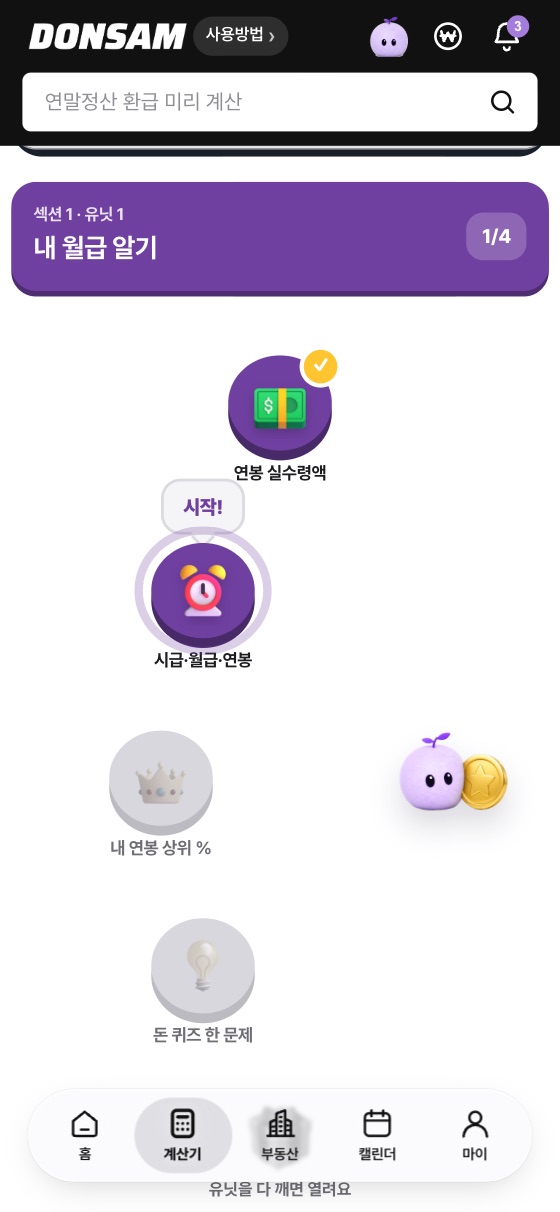 DONSAM 사용방법 › 3
연말정산 환급 미리 계산
섹션 1 · 유닛 1
내 월급 알기
1/4
연봉 실수령액
시작!
시급·월급·연봉
내 연봉 상위 %
돈 퀴즈 한 문제
홈 계산기 부동산 캘린더 마이
유닛을 다 깨면 열려요